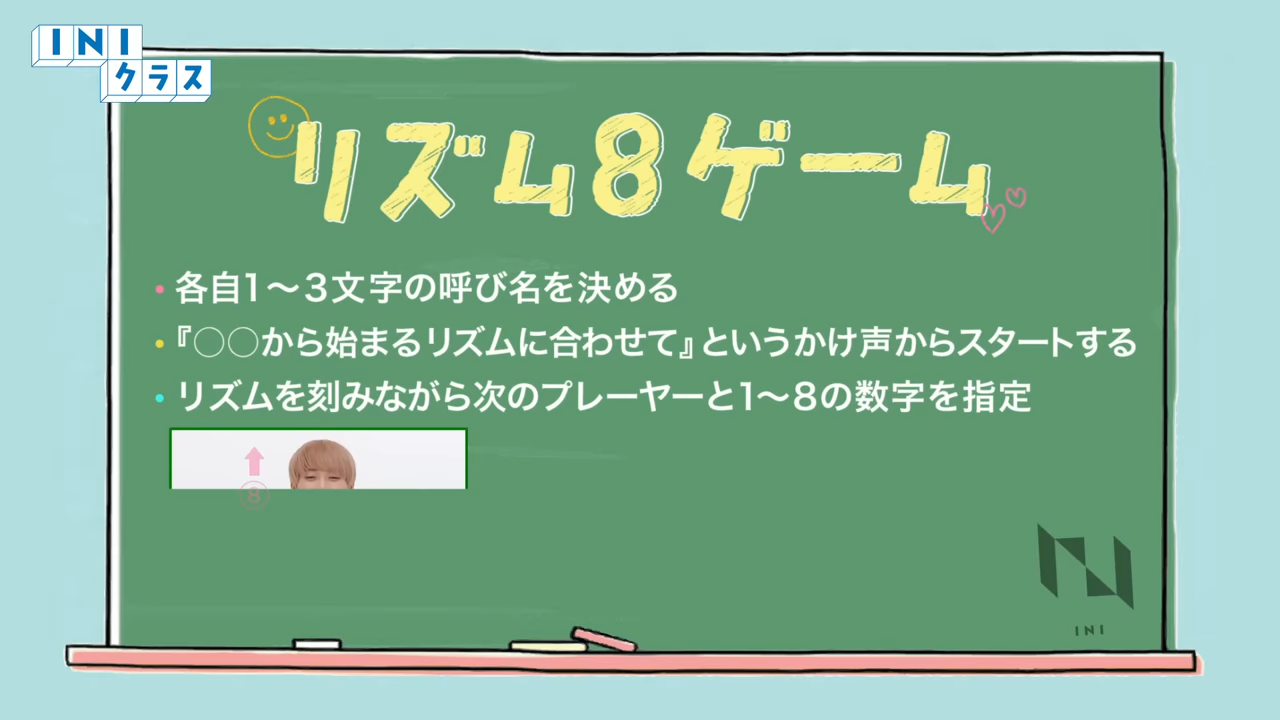 INI
クラス
リズム8ゲーム
・各自1〜3文字の呼び名を決める
・『○○から始まるリズムに合わせて』というかけ声からスタートする
・リズムを刻みながら次のプレーヤーと1〜8の数字を指定
⑧
INI